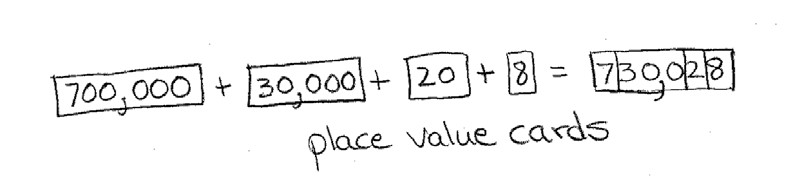 700,000 + 30,000 + 20 + 8 = 730,028
place value cards